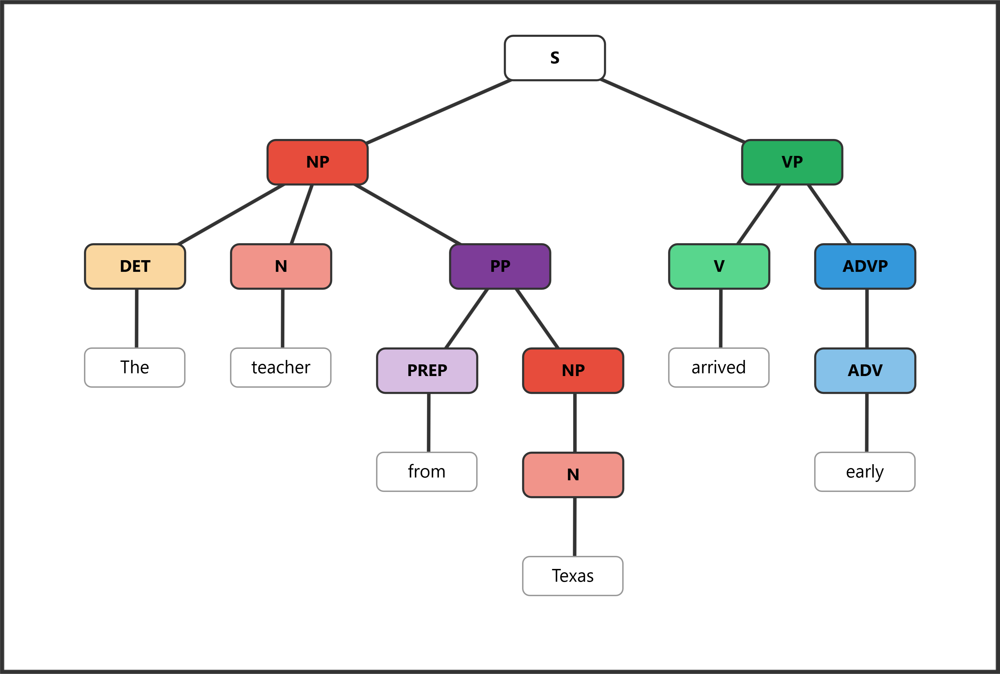 S
NP VP
DET N PP V ADVP
The teacher PREP NP arrived ADV
from N early
Texas